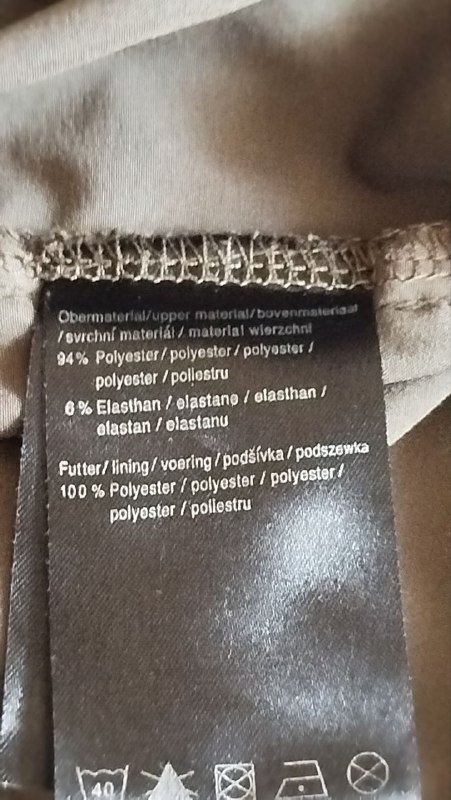 Obermaterial/upper material/bovenmateriaal
/svrchní materiál / materiał wierzchni
94% Polyester / polyester / polyester /
polyester / poliestru
6% Elasthan / elastane / elasthan /
elastan / elastanu
Futter / lining / voering / podšívka / podszewka
100 % Polyester / polyester / polyester /
polyester / poliestru
40